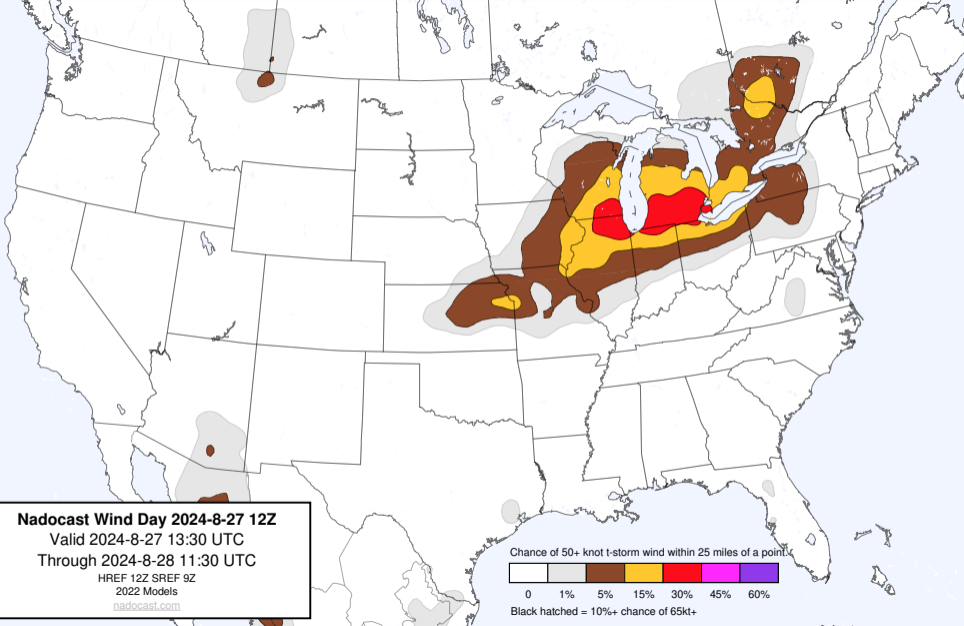 Nadocast Wind Day 2024-8-27 12Z
Valid 2024-8-27 13:30 UTC
Through 2024-8-28 11:30 UTC
HREF 12Z SREF 9Z
2022 Models
nadocast.com
Chance of 50+ knot t-storm wind within 25 miles of a point.
0 1% 5% 15% 30% 45% 60%
Black hatched = 10%+ chance of 65kt+